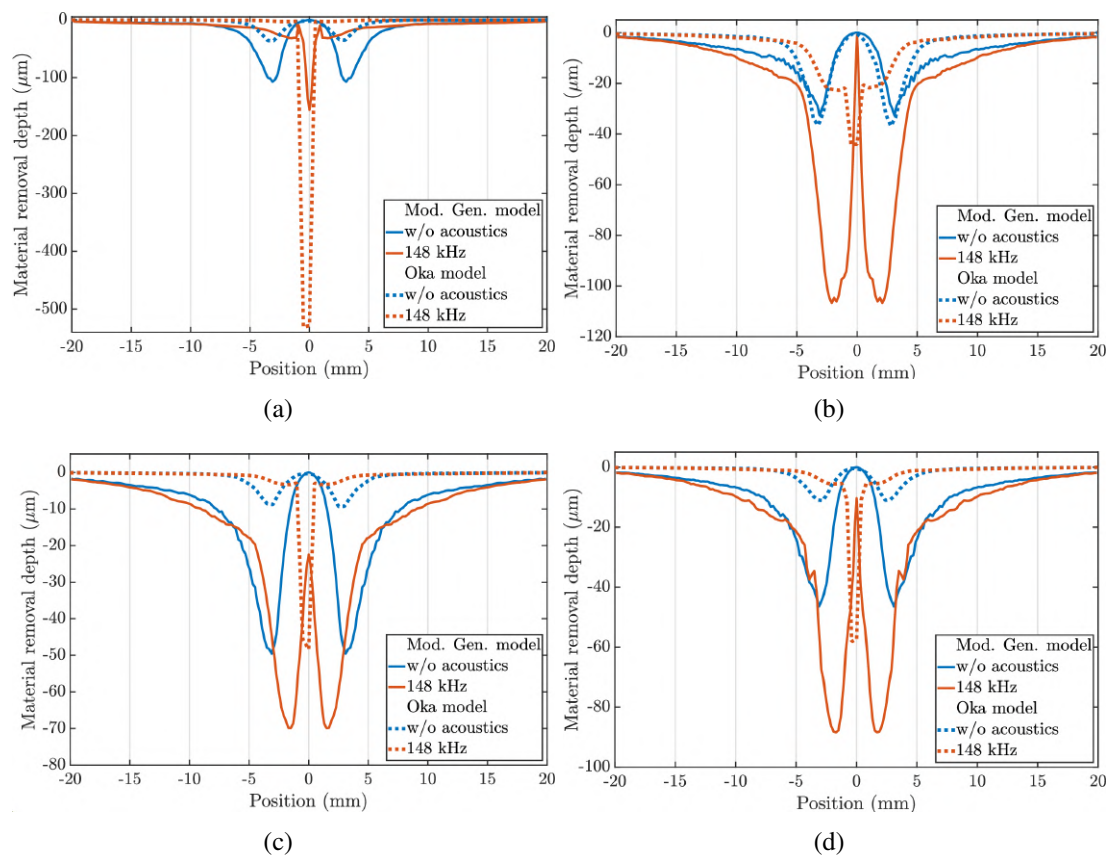 0
-100
-200
-300
-400
-500
Material removal depth (μm)
-20 -15 -10 -5 0 5 10 15 20
Position (mm)
Mod. Gen. model
w/o acoustics
148 kHz
Oka model
w/o acoustics
148 kHz
(a)
0
-20
-40
-60
-80
-100
-120
Material removal depth (μm)
-20 -15 -10 -5 0 5 10 15 20
Position (mm)
Mod. Gen. model
w/o acoustics
148 kHz
Oka model
w/o acoustics
148 kHz
(b)
0
-10
-20
-30
-40
-50
-60
-70
-80
Material removal depth (μm)
-20 -15 -10 -5 0 5 10 15 20
Position (mm)
Mod. Gen. model
w/o acoustics
148 kHz
Oka model
w/o acoustics
148 kHz
(c)
0
-20
-40
-60
-80
-100
Material removal depth (μm)
-20 -15 -10 -5 0 5 10 15 20
Position (mm)
Mod. Gen. model
w/o acoustics
148 kHz
Oka model
w/o acoustics
148 kHz
(d)